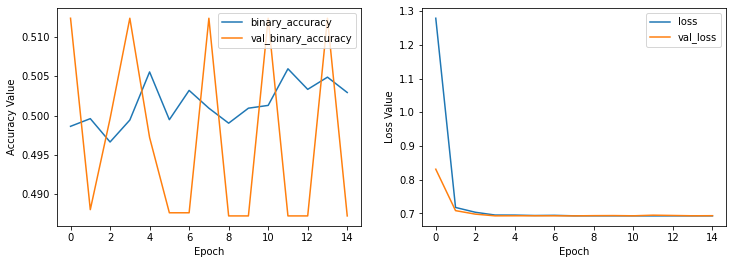 binary_accuracy
val_binary_accuracy
0.510
0.505
0.500
0.495
0.490
Accuracy Value
0 2 4 6 8 10 12 14
Epoch
loss
val_loss
1.3
1.2
1.1
1.0
0.9
0.8
0.7
Loss Value
0 2 4 6 8 10 12 14
Epoch